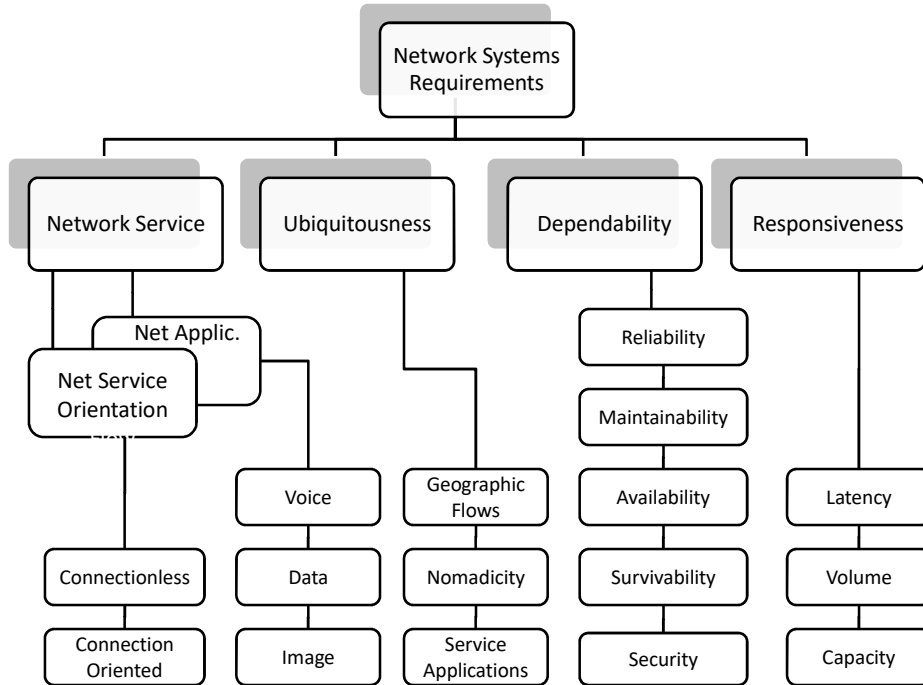 Network Systems
Requirements
Network Service
Ubiquitousness
Dependability
Responsiveness
Net Applic.
Net Service
Orientation
Reliability
Maintainability
Voice
Geographic
Flows
Availability
Latency
Connectionless
Data
Nomadicity
Survivability
Volume
Connection
Oriented
Image
Service
Applications
Security
Capacity